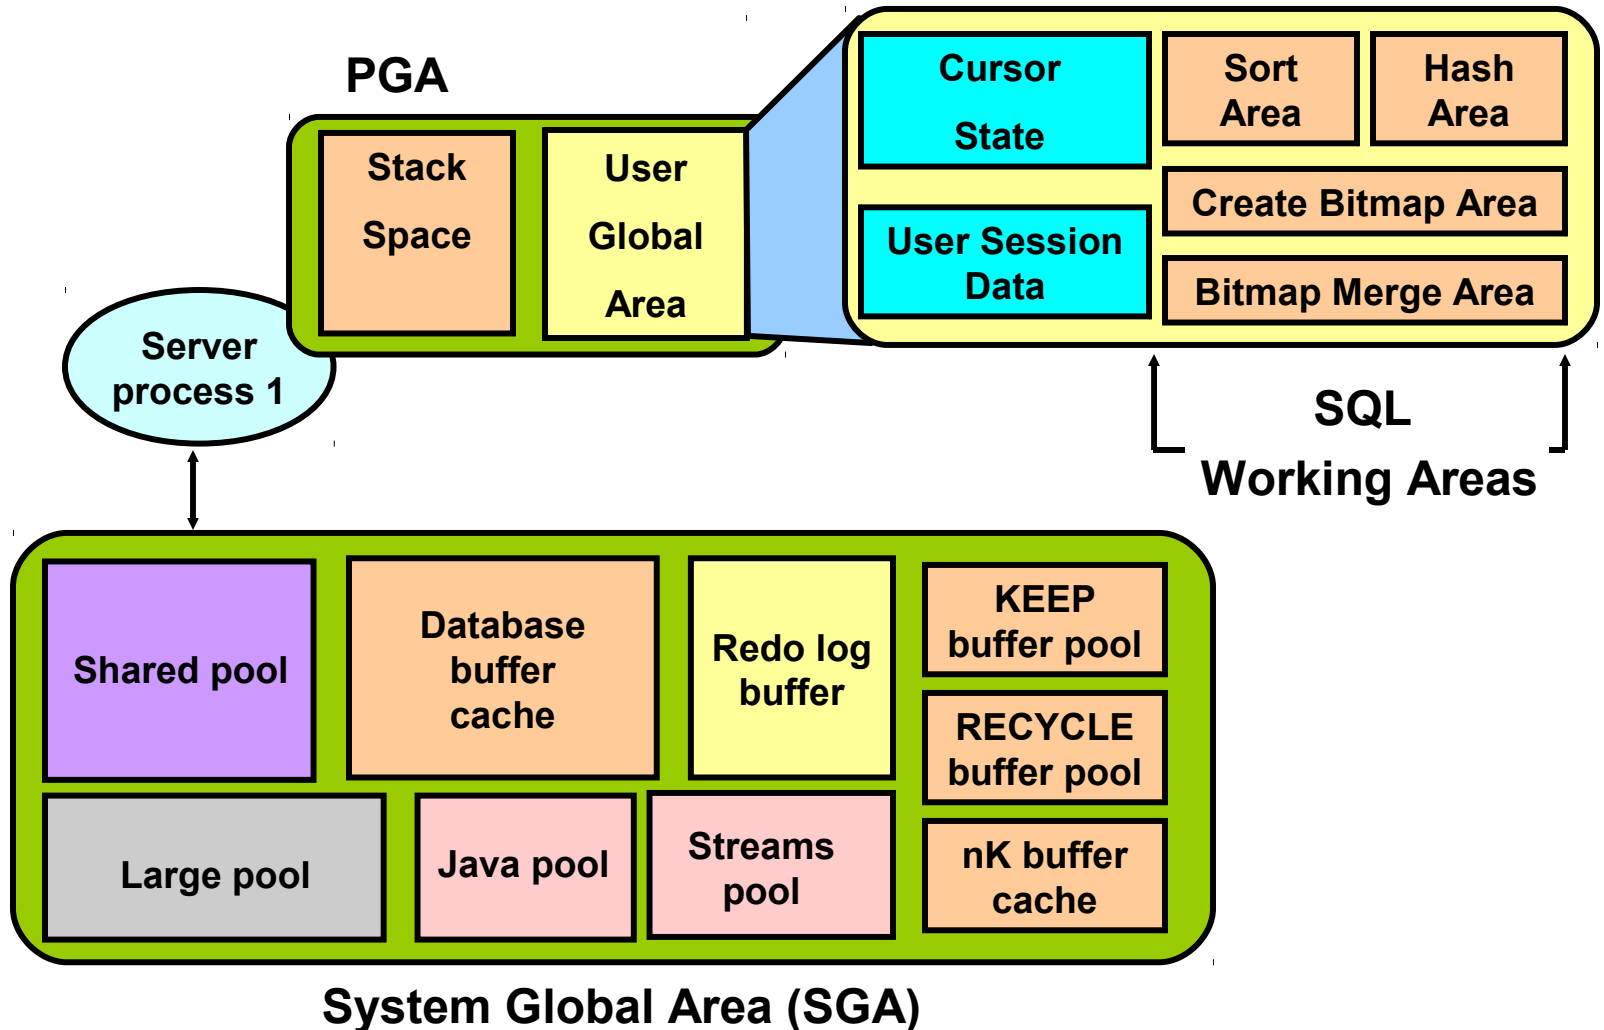 PGA
Stack
Space
User
Global
Area
Cursor
State
User Session
Data
Sort
Area
Hash
Area
Create Bitmap Area
Bitmap Merge Area
SQL
Working Areas
Server
process 1
Shared pool
Database
buffer
cache
Redo log
buffer
KEEP
buffer pool
RECYCLE
buffer pool
nK buffer
cache
Large pool
Java pool
Streams
pool
System Global Area (SGA)